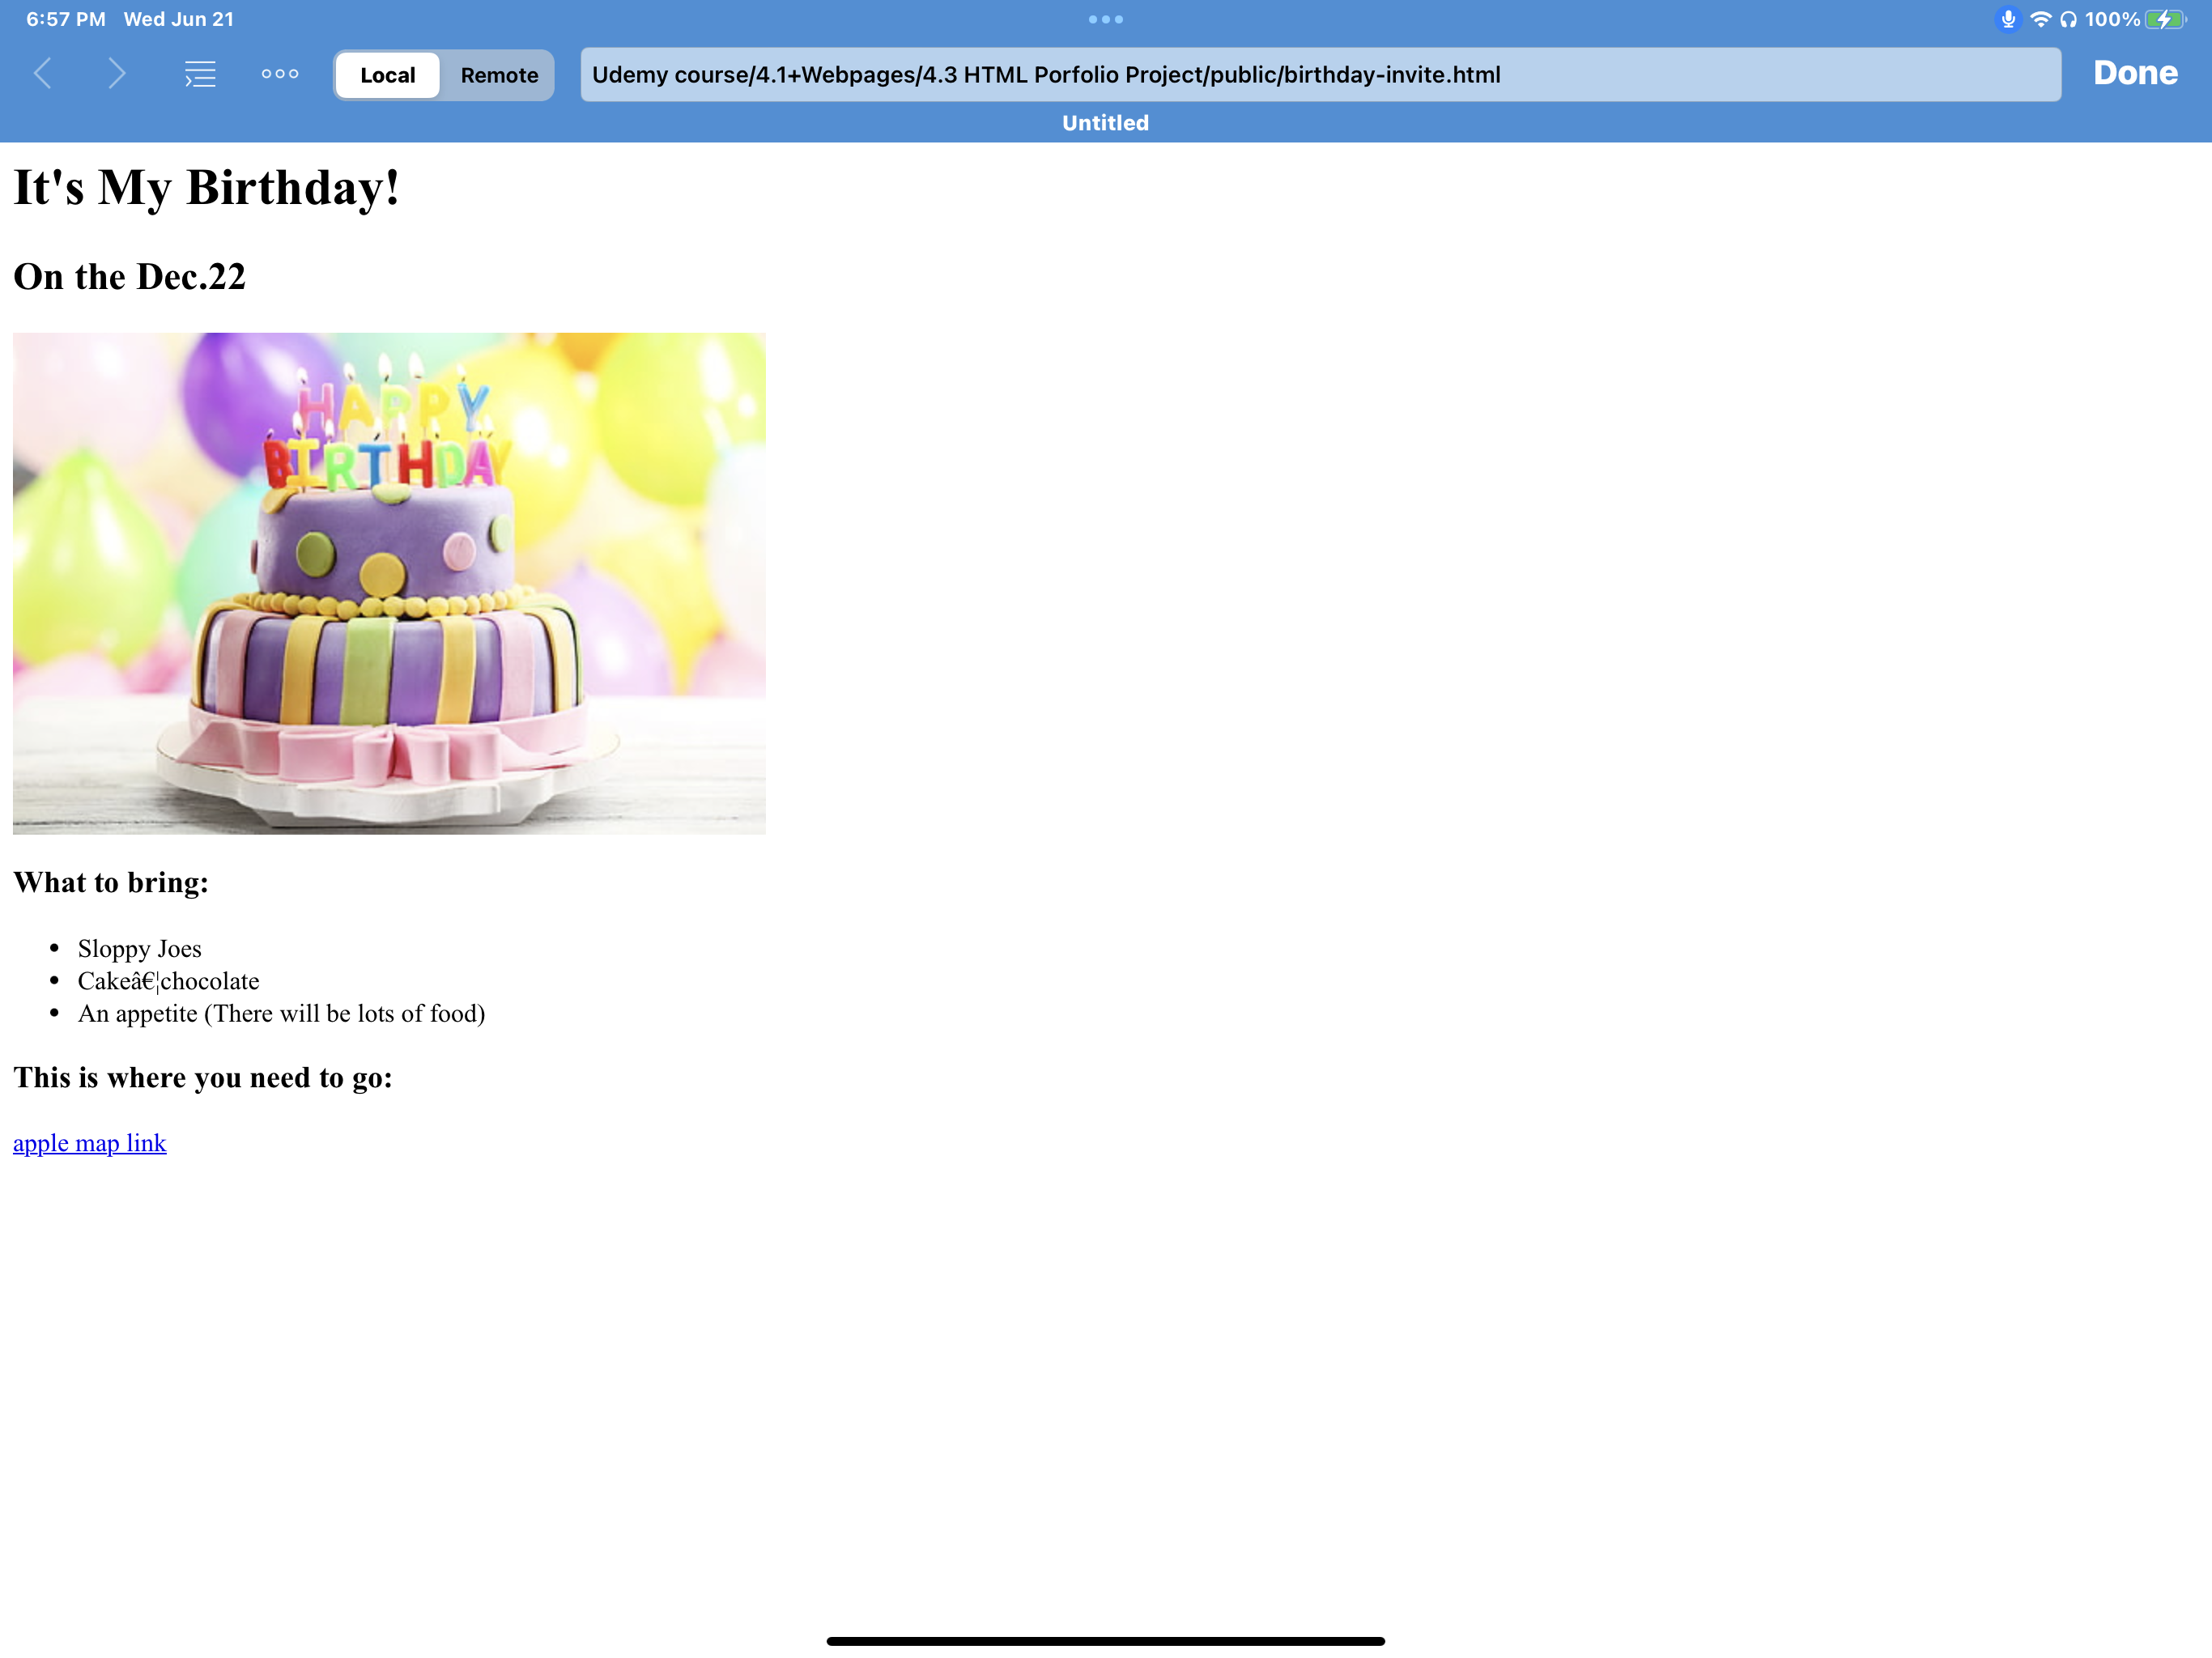 6:57 PM Wed Jun 21
100%
Local Remote Udemy course/4.1+Webpages/4.3 HTML Porfolio Project/public/birthday-invite.html Done
Untitled
It's My Birthday!
On the Dec.22
HAPPY
BIRTHDAY
What to bring:
• Sloppy Joes
• Cakeâ€¦chocolate
• An appetite (There will be lots of food)
This is where you need to go:
apple map link